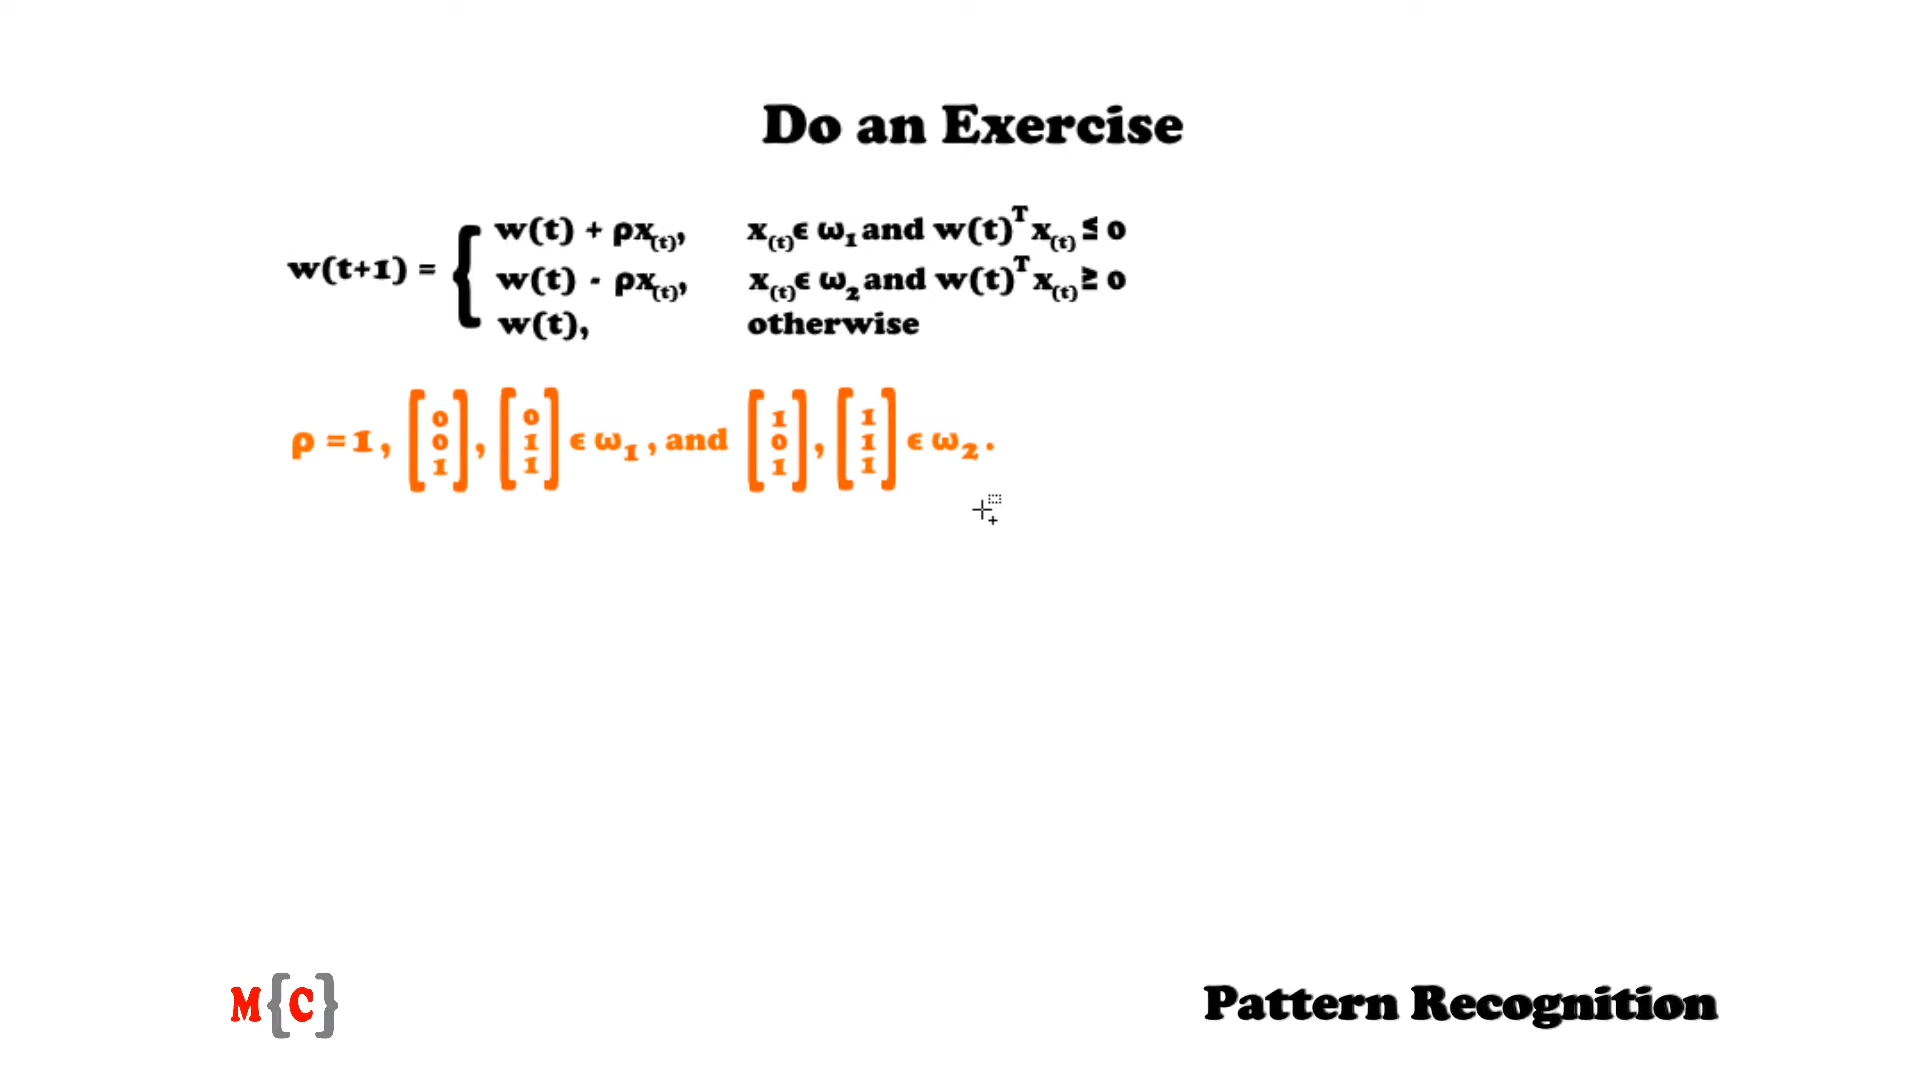 Do an Exercise
w(t+1) = { w(t) + ρx(t), x(t) ϵ ω1 and w(t)^T x(t) ≤ 0
w(t) - ρx(t), x(t) ϵ ω2 and w(t)^T x(t) ≥ 0
w(t), otherwise
ρ = 1, [0 0 1], [0 1 1] ϵ ω1, and [1 0 1], [1 1 1] ϵ ω2.
M{C}
Pattern Recognition